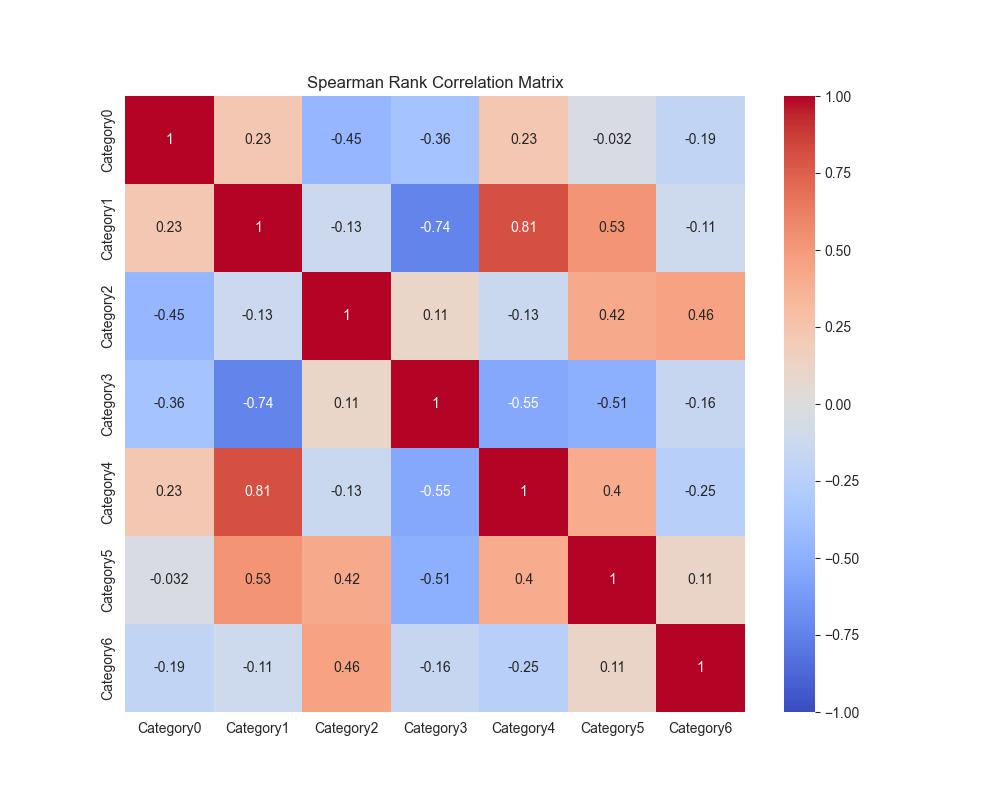 Spearman Rank Correlation Matrix
Category0 1 0.23 -0.45 -0.36 0.23 -0.032 -0.19
Category1 0.23 1 -0.13 -0.74 0.81 0.53 -0.11
Category2 -0.45 -0.13 1 0.11 -0.13 0.42 0.46
Category3 -0.36 -0.74 0.11 1 -0.55 -0.51 -0.16
Category4 0.23 0.81 -0.13 -0.55 1 0.4 -0.25
Category5 -0.032 0.53 0.42 -0.51 0.4 1 0.11
Category6 -0.19 -0.11 0.46 -0.16 -0.25 0.11 1
Category0 Category1 Category2 Category3 Category4 Category5 Category6
1.00
0.75
0.50
0.25
0.00
−0.25
−0.50
−0.75
−1.00